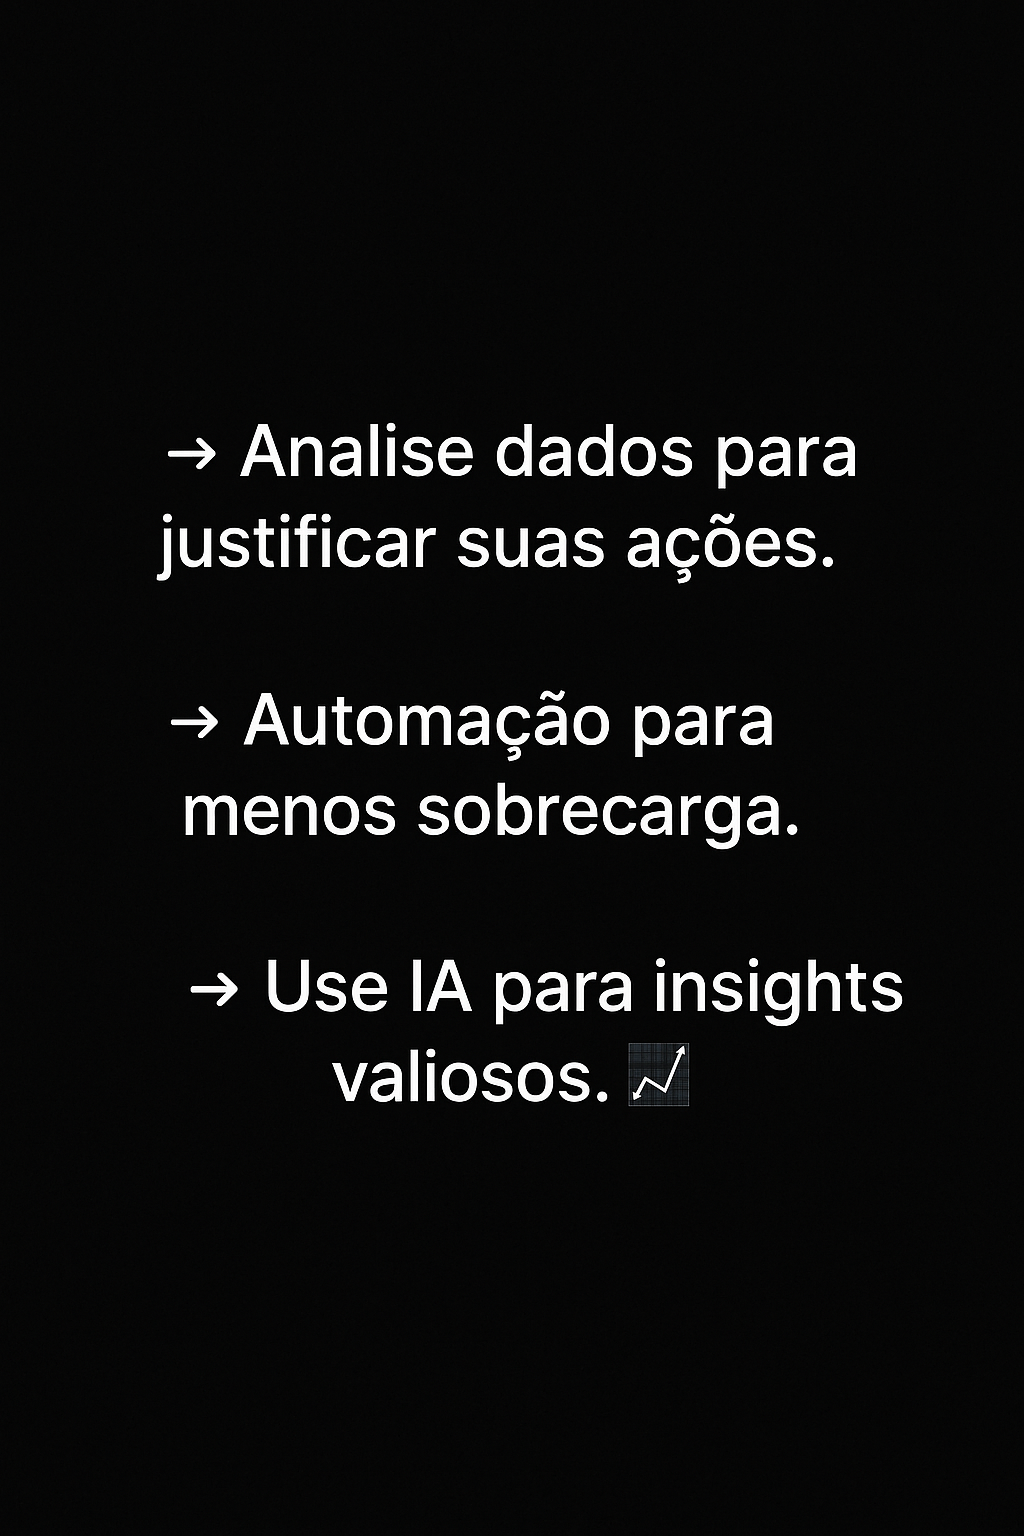 → Analise dados para
justificar suas ações.
→ Automação para
menos sobrecarga.
→ Use IA para insights
valiosos. 📈